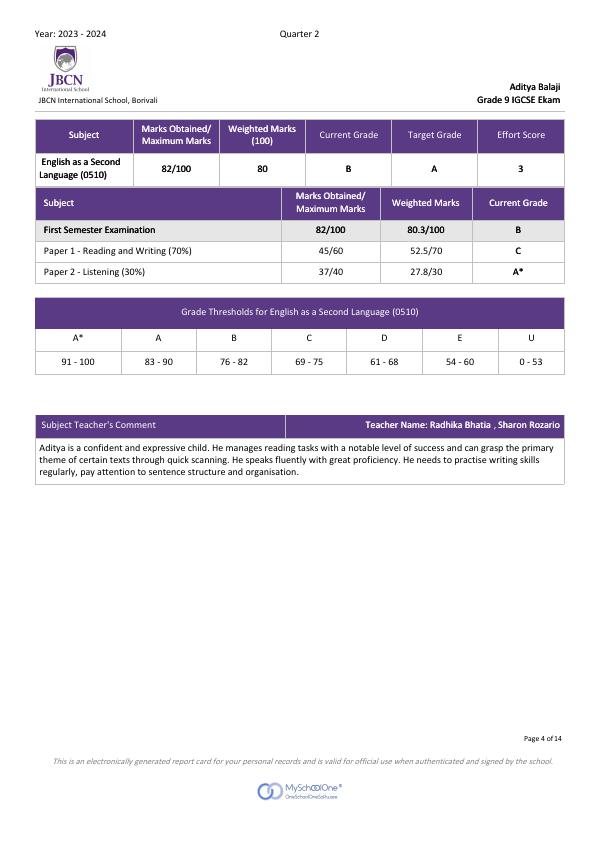 Year: 2023 - 2024 Quarter 2
JBCN
International School
JBCN International School, Borivali
Aditya Balaji
Grade 9 IGCSE Ekam
Subject Marks Obtained/ Maximum Marks Weighted Marks (100) Current Grade Target Grade Effort Score
English as a Second Language (0510) 82/100 80 B A 3
Subject Marks Obtained/ Maximum Marks Weighted Marks Current Grade
First Semester Examination 82/100 80.3/100 B
Paper 1 - Reading and Writing (70%) 45/60 52.5/70 C
Paper 2 - Listening (30%) 37/40 27.8/30 A*
Grade Thresholds for English as a Second Language (0510)
A* A B C D E U
91 - 100 83 - 90 76 - 82 69 - 75 61 - 68 54 - 60 0 - 53
Subject Teacher's Comment Teacher Name: Radhika Bhatia , Sharon Rozario
Aditya is a confident and expressive child. He manages reading tasks with a notable level of success and can grasp the primary
theme of certain texts through quick scanning. He speaks fluently with great proficiency. He needs to practise writing skills
regularly, pay attention to sentence structure and organisation.
Page 4 of 14
This is an electronically generated report card for your personal records and is valid for official use when authenticated and signed by the school.
MySchoolOne®
OneSchoolOneSoftware